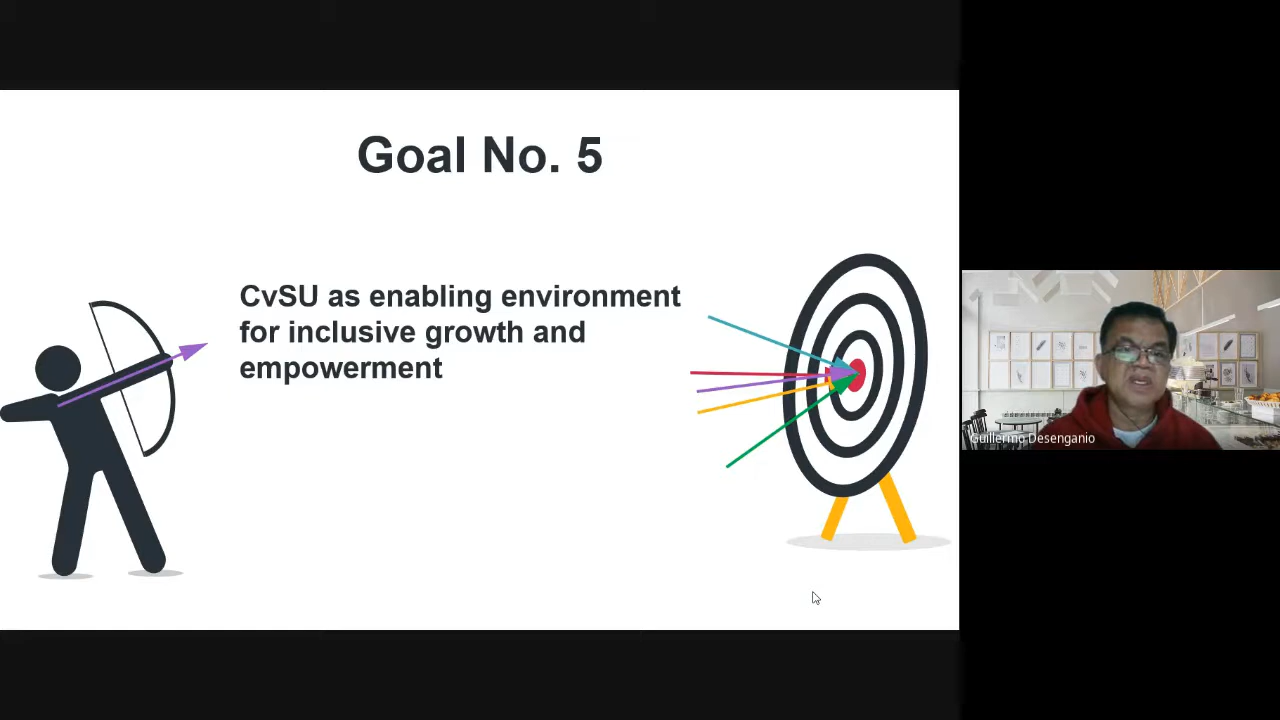 Goal No. 5
CvSU as enabling environment
for inclusive growth and
empowerment
Guillermo Desenganio